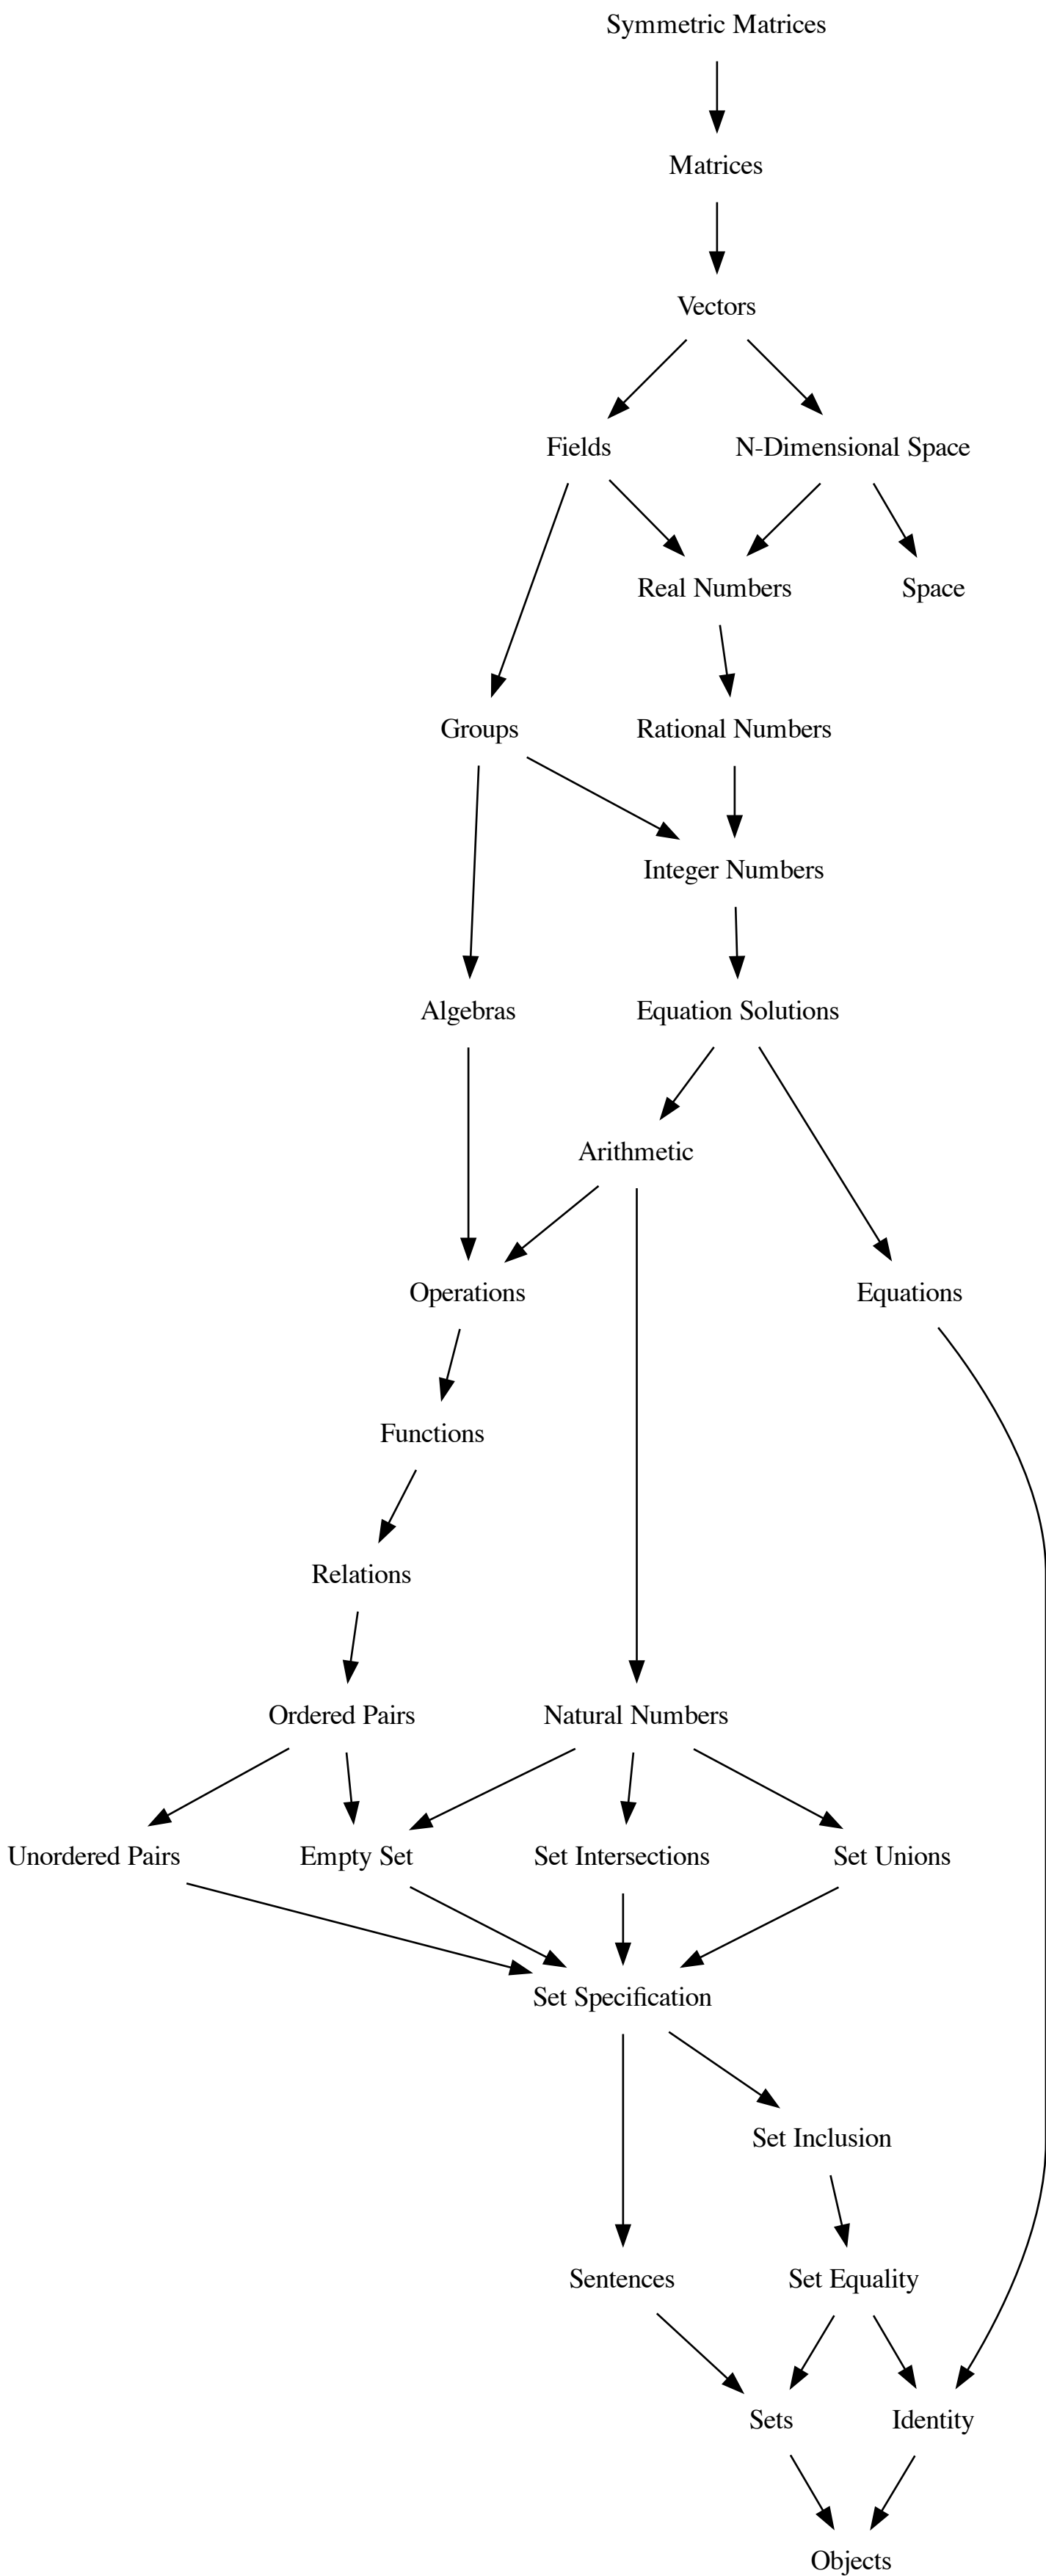 Symmetric Matrices
Matrices
Vectors
Fields
N-Dimensional Space
Real Numbers
Space
Groups
Rational Numbers
Integer Numbers
Algebras
Equation Solutions
Arithmetic
Operations
Equations
Functions
Relations
Ordered Pairs
Natural Numbers
Unordered Pairs
Empty Set
Set Intersections
Set Unions
Set Specification
Set Inclusion
Sentences
Set Equality
Sets
Identity
Objects